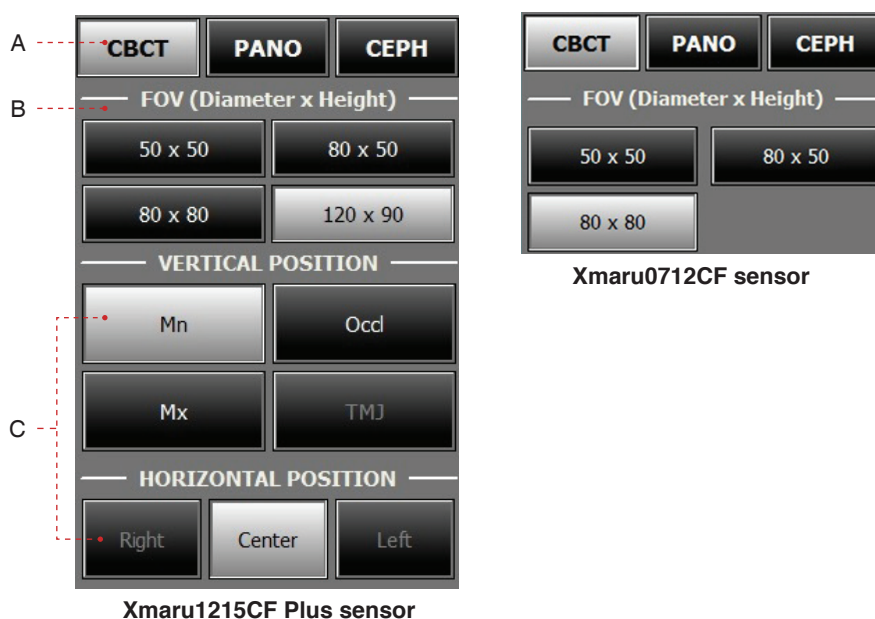 A
CBCT PANO CEPH
B
FOV (Diameter x Height)
50 x 50 80 x 50
80 x 80 120 x 90
VERTICAL POSITION
Mn Occl
Mx TMJ
C
HORIZONTAL POSITION
Right Center Left
Xmaru1215CF Plus sensor
CBCT PANO CEPH
FOV (Diameter x Height)
50 x 50 80 x 50
80 x 80
Xmaru0712CF sensor